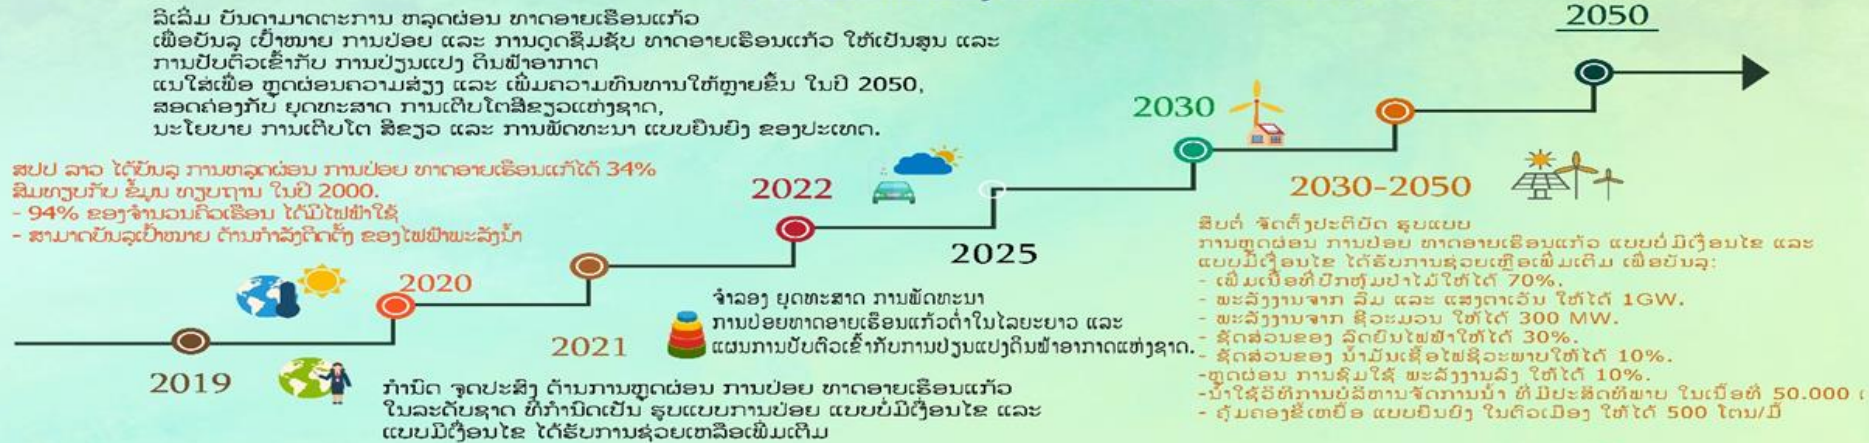 ລິເລີ່ມ ບັນດາມາດຕະການ ຫລຸດຜ່ອນ ທາດອາຍເຮືອນແກ້ວ
ເພື່ອບັນລຸ ເປົ້າໝາຍ ການປ່ອຍ ແລະ ການດູດຊຶມຊັບ ທາດອາຍເຮືອນແກ້ວ ໃຫ້ເປັນສູນ ແລະ
ການປັບຕົວເຂົ້າກັບ ການປ່ຽນແປງ ດິນຟ້າອາກາດ
ແນໃສ່ເພື່ອ ຫຼຸດຜ່ອນຄວາມສ່ຽງ ແລະ ເພີ່ມຄວາມທົນທານໃຫ້ຫຼາຍຂຶ້ນ ໃນປີ 2050,
ສອດຄ່ອງກັບ ຍຸດທະສາດ ການເຕີບໂຕສີຂຽວແຫ່ງຊາດ,
ນະໂຍບາຍ ການເຕີບໂຕ ສີຂຽວ ແລະ ການພັດທະນາ ແບບຍືນຍົງ ຂອງປະເທດ.
2050
2030
ສປປ ລາວ ໄດ້ບັນລຸ ການຫລຸດຜ່ອນ ການປ່ອຍ ທາດອາຍເຮືອນແກ້ໄດ້ 34%
ສົມທຽບກັບ ຂໍ້ມູນ ທຽບຖານ ໃນປີ 2000.
- 94% ຂອງຈຳນວນຄົວເຮືອນ ໄດ້ມີໄຟຟ້າໃຊ້
- ສາມາດບັນລຸເປົ້າໝາຍ ດ້ານກຳລັງຕິດຕັ້ງ ຂອງໄຟຟ້າພະລັງນ້ຳ
2022
2030-2050
2025
ສືບຕໍ່ ຈັດຕັ້ງປະຕິບັດ ຮູບແບບ
ການຫຼຸດຜ່ອນ ການປ່ອຍ ທາດອາຍເຮືອນແກ້ວ ແບບບໍ່ມີເງື່ອນໄຂ ແລະ
ແບບມີເງື່ອນໄຂ ໄດ້ຮັບການຊ່ວຍເຫຼືອເພີ່ມເຕີມ ເພື່ອບັນລຸ:
- ເພີ່ມເນື້ອທີ່ປົກຫຸ້ມປ່າໄມ້ໃຫ້ໄດ້ 70%.
- ພະລັງງານຈາກ ລົມ ແລະ ແສງຕາເວັນ ໃຫ້ໄດ້ 1GW.
- ພະລັງງານຈາກ ຊີວະມວນ ໃຫ້ໄດ້ 300 MW.
- ຊັດສ່ວນຂອງ ລົດຍົນໄຟຟ້າໃຫ້ໄດ້ 30%.
- ຊັດສ່ວນຂອງ ນ້ຳມັນເຊື້ອໄຟຊີວະພາບໃຫ້ໄດ້ 10%.
-ຫຼຸດຜ່ອນ ການຊົມໃຊ້ ພະລັງງານລົງ ໃຫ້ໄດ້ 10%.
-ນຳໃຊ້ວິທີການບໍລິຫານຈັດການນ້ຳ ທີ່ມີປະສິດທິພາບ ໃນເນື້ອທີ່ 50.000
- ຄຸ້ມຄອງຂີ້ເຫຍື້ອ ແບບຍືນຍົງ ໃນຕົວເມືອງ ໃຫ້ໄດ້ 500 ໂຕນ/ມື້
2020
ຈຳລອງ ຍຸດທະສາດ ການພັດທະນາ
ການປ່ອຍທາດອາຍເຮືອນແກ້ວຕ່ຳໃນໄລຍະຍາວ ແລະ
ແຜນການປັບຕົວເຂົ້າກັບການປ່ຽນແປງດິນຟ້າອາກາດແຫ່ງຊາດ.
2021
2019
ກຳນົດ ຈຸດປະສົງ ດ້ານການຫຼຸດຜ່ອນ ການປ່ອຍ ທາດອາຍເຮືອນແກ້ວ
ໃນລະດັບຊາດ ທີ່ກຳນົດເປັນ ຮູບແບບການປ່ອຍ ແບບບໍ່ມີເງື່ອນໄຂ ແລະ
ແບບມີເງື່ອນໄຂ ໄດ້ຮັບການຊ່ວຍເຫລືອເພີ່ມເຕີມ